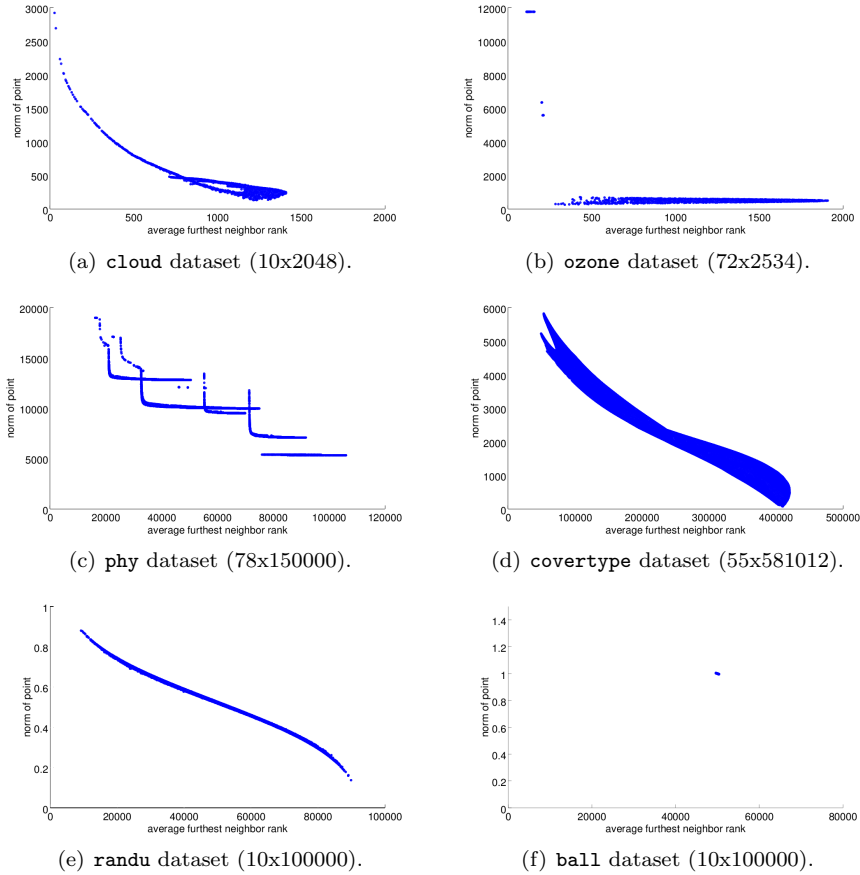 3000
2500
2000
1500
1000
500
0
norm of point
0 500 1000 1500 2000
average furthest neighbor rank
(a) cloud dataset (10x2048).
12000
10000
8000
6000
4000
2000
0
norm of point
0 500 1000 1500 2000
average furthest neighbor rank
(b) ozone dataset (72x2534).
20000
15000
10000
5000
0
norm of point
0 20000 40000 60000 80000 100000 120000
average furthest neighbor rank
(c) phy dataset (78x150000).
6000
5000
4000
3000
2000
1000
0
norm of point
0 100000 200000 300000 400000 500000
average furthest neighbor rank
(d) covertype dataset (55x581012).
1
0.8
0.6
0.4
0.2
0
norm of point
0 20000 40000 60000 80000 100000
average furthest neighbor rank
(e) randu dataset (10x100000).
1.4
1.2
1
0.8
0.6
0.4
0.2
0
norm of point
0 20000 40000 60000 80000
average furthest neighbor rank
(f) ball dataset (10x100000).